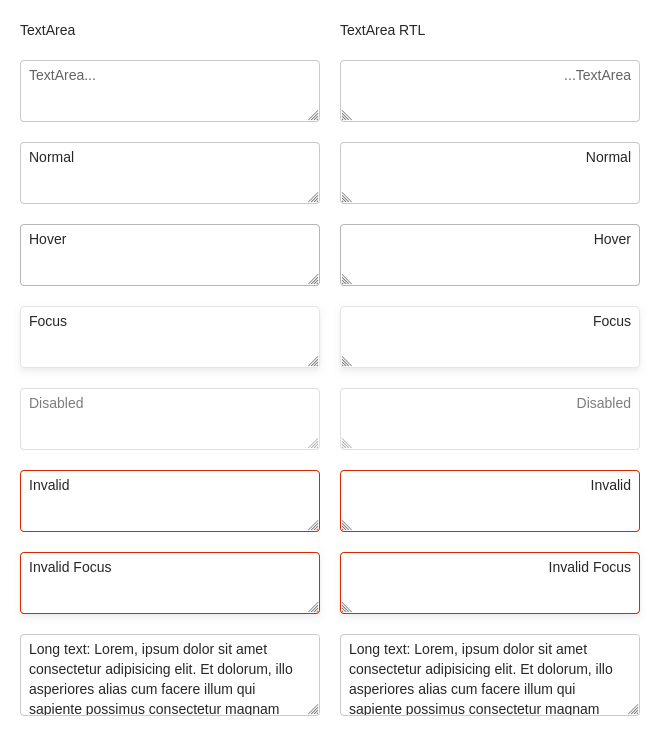 TextArea
TextArea RTL
TextArea...
...TextArea
Normal
Normal
Hover
Hover
Focus
Focus
Disabled
Disabled
Invalid
Invalid
Invalid Focus
Invalid Focus
Long text: Lorem, ipsum dolor sit amet
consectetur adipisicing elit. Et dolorum, illo
asperiores alias cum facere illum qui
sapiente possimus consectetur magnam
Long text: Lorem, ipsum dolor sit amet
consectetur adipisicing elit. Et dolorum, illo
asperiores alias cum facere illum qui
sapiente possimus consectetur magnam